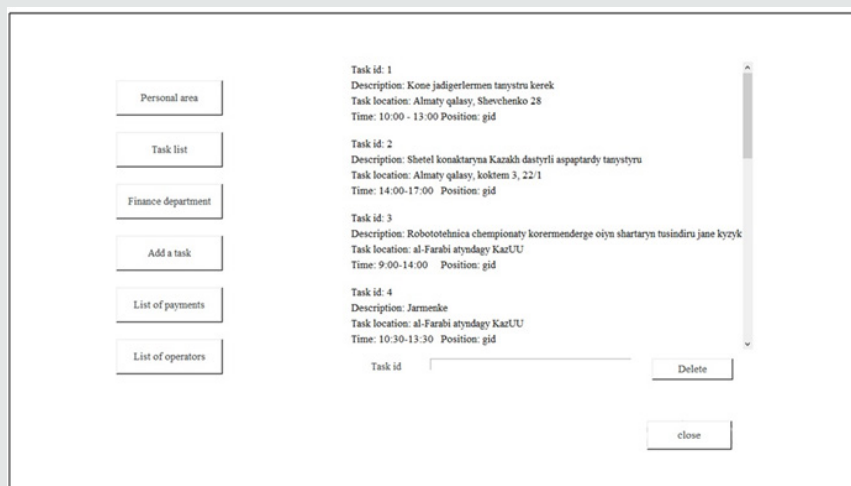 Personal area
Task list
Finance department
Add a task
List of payments
List of operators
Task id: 1
Description: Kone jadigerlermen tanystru kerek
Task location: Almaty qalasy, Shevchenko 28
Time: 10:00 - 13:00 Position: gid
Task id: 2
Description: Shetel konaktaryna Kazakh dastyrli aspaptardy tanystyru
Task location: Almaty qalasy, koktem 3, 22/1
Time: 14:00-17:00 Position: gid
Task id: 3
Description: Robototehnica chempionaty korermenderge oiyn shartaryn tusindiru jane kyzyk
Task location: al-Farabi atyndagy KazUU
Time: 9:00-14:00 Position: gid
Task id: 4
Description: Jarmenke
Task location: al-Farabi atyndagy KazUU
Time: 10:30-13:30 Position: gid
Task id
Delete
close